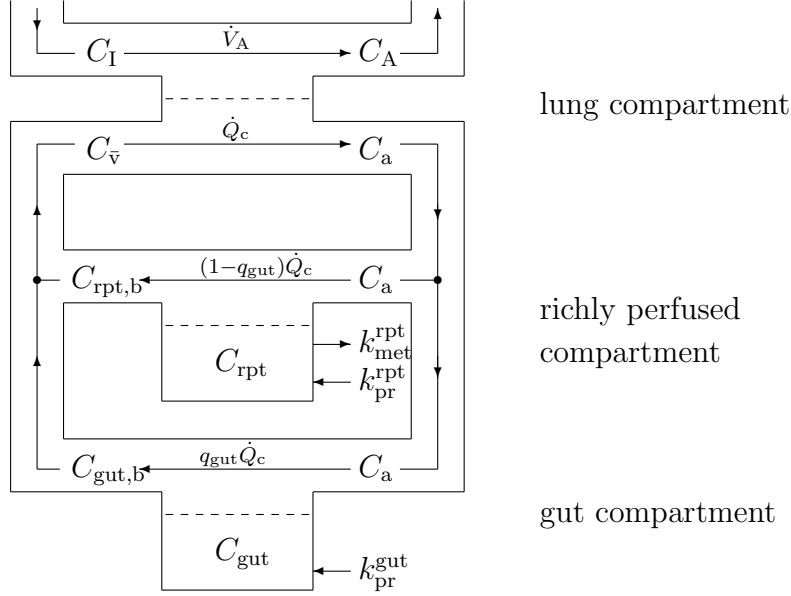 C_I V̇_A C_A
lung compartment
C_v̄ Q̇_c C_a
C_rpt,b (1−q_gut)Q̇_c C_a
richly perfused
compartment
C_rpt k_met^rpt
k_pr^rpt
C_gut,b q_gut Q̇_c C_a
gut compartment
C_gut k_pr^gut